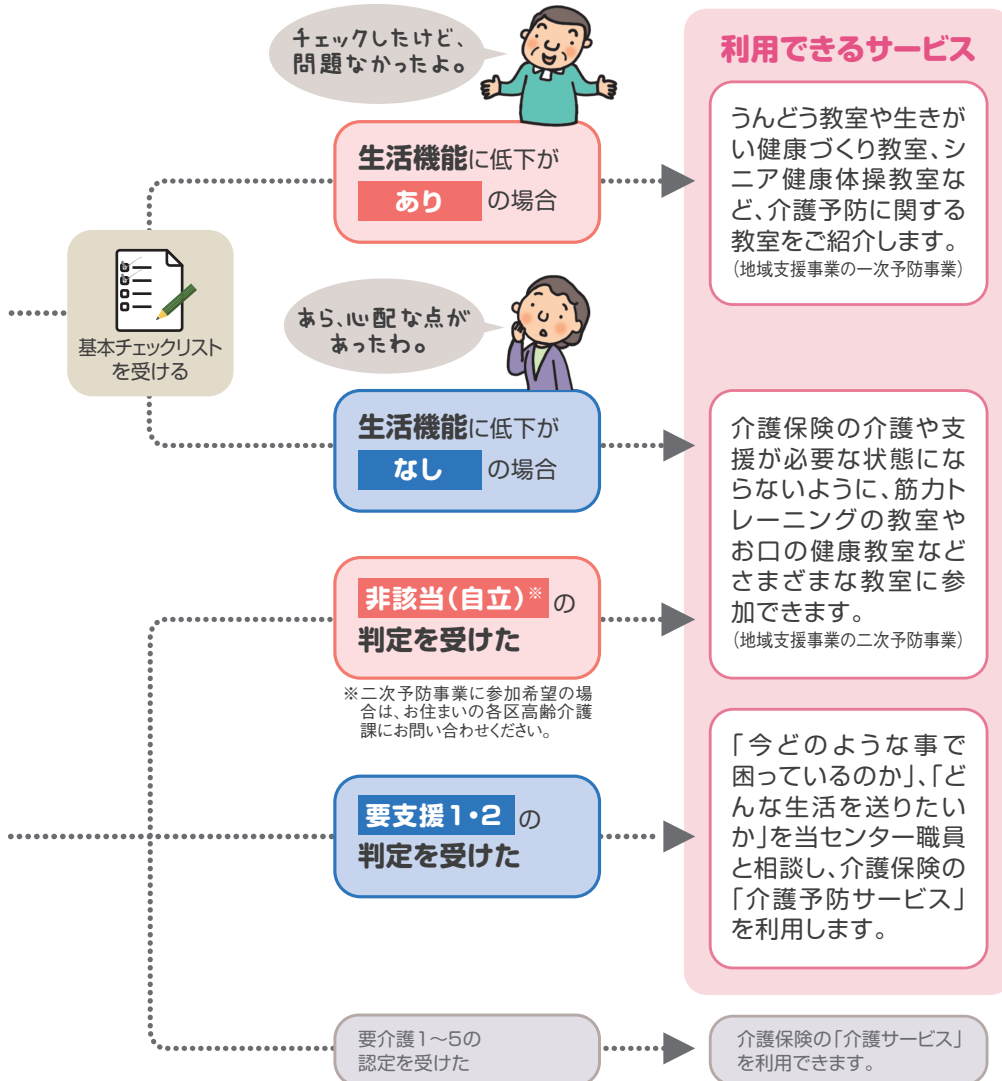 チェックしたけど、
問題なかったよ。
利用できるサービス
生活機能に低下が
あり の場合
うんどう教室や生きが
い健康づくり教室、シ
ニア健康体操教室な
ど、介護予防に関する
教室をご紹介します。
(地域支援事業の一次予防事業)
基本チェックリスト
を受ける
あら、心配な点が
あったわ。
生活機能に低下が
なし の場合
介護保険の介護や支
援が必要な状態にな
らないように、筋力ト
レーニングの教室や
お口の健康教室など
さまざまな教室に参
加できます。
(地域支援事業の二次予防事業)
非該当(自立)※ の
判定を受けた
※二次予防事業に参加希望の場
合は、お住まいの各区高齢介護
課にお問い合わせください。
要支援1・2 の
判定を受けた
「今どのような事で
困っているのか」、「ど
んな生活を送りたい
か」を当センター職員
と相談し、介護保険の
「介護予防サービス」
を利用します。
要介護1〜5の
認定を受けた
介護保険の「介護サービス」
を利用できます。